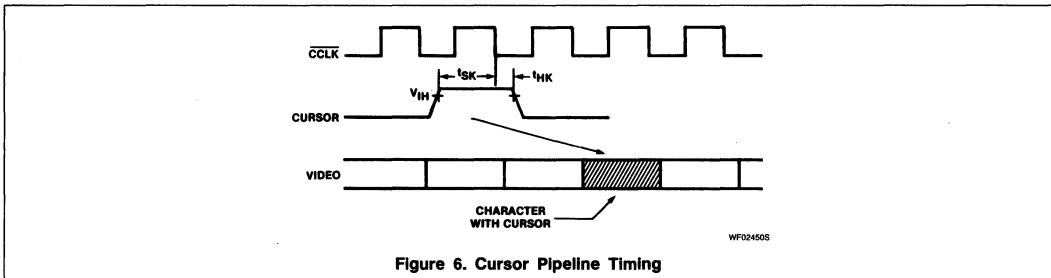 CCLK
tSK
tHK
VIH
CURSOR
VIDEO
CHARACTER
WITH CURSOR
WF02450S
Figure 6. Cursor Pipeline Timing